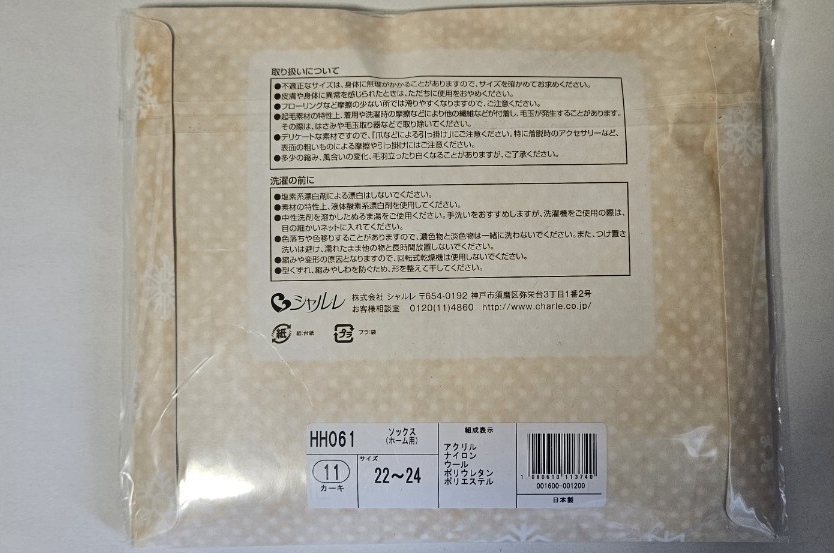 取り扱いについて
●不適正なサイズは、身体に無理がかかることがありますので、サイズを確かめてお求めください。
●皮膚や身体に異常を感じられたときは、ただちに使用をおやめください。
●フローリングなど摩擦の少ない所では滑りやすくなりますので、ご注意ください。
●起毛素材の特性上、着用や洗濯時の摩擦などにより他の繊維などが付着し、毛玉が発生することがあります。
その際は、はさみや毛玉取り器などで取り除いてください。
●デリケートな素材ですので、「爪などによる引っ掛け」にご注意ください。特に着脱時のアクセサリーなど、
表面の粗いものによる摩擦や引っ掛けにはご注意ください。
●多少の縮み、風合いの変化、毛羽立ったり白くなることがありますが、ご了承ください。
洗濯の前に
●塩素系漂白剤による漂白はしないでください。
●素材の特性上、液体酸素系漂白剤を使用してください。
●中性洗剤を溶かしたぬるま湯をご使用ください。手洗いをおすすめしますが、洗濯機をご使用の際は、
目の細かいネットに入れてください。
●色落ちや色移りすることがありますので、濃色物と淡色物は一緒に洗わないでください。また、つけ置き
洗いは避け、濡れたまま他の物と長時間放置しないでください。
●縮みや変形の原因となりますので、回転式乾燥機は使用しないでください。
●型くずれ、縮みやしわを防ぐため、形を整えて干してください。
シャルレ 株式会社 シャルレ 〒654-0192 神戸市須磨区弥栄台3丁目1番2号
お客様相談室 0120(11)4860 http://www.charle.co.jp/
紙 紙:台紙 プラ プラ:袋
HH061 ソックス
(ホーム用)
11
カーキ
サイズ
22～24
組成表示
アクリル
ナイロン
ウール
ポリウレタン
ポリエステル
001600-001200
日本製